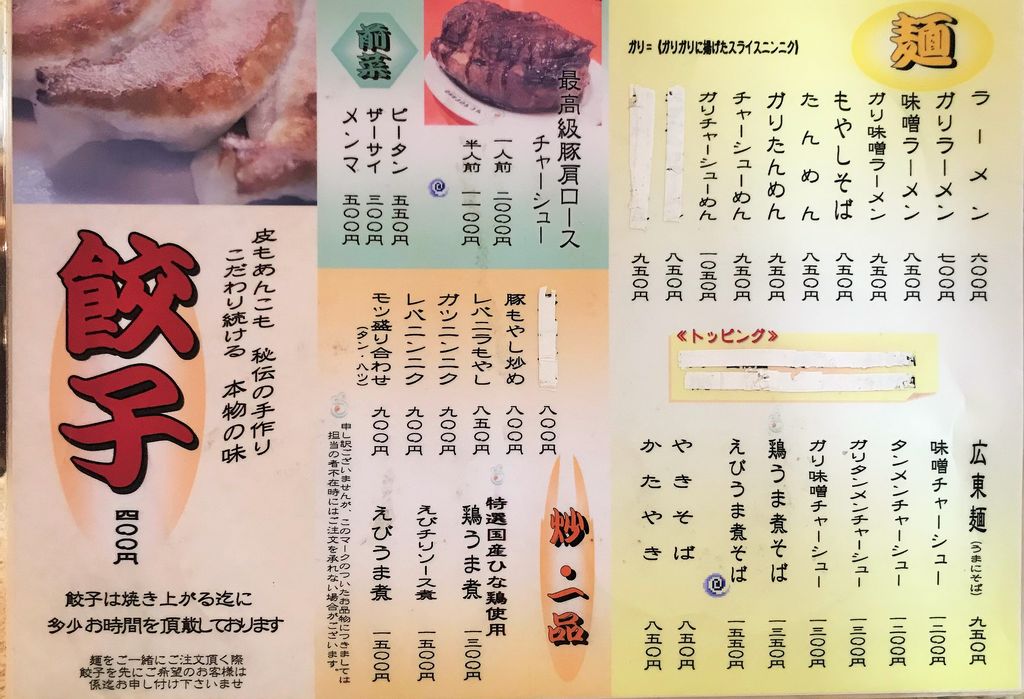 麺
ガリ=《ガリガリに揚げたスライスニンニク》
ラーメン 六〇〇円
ガリラーメン 七〇〇円
味噌ラーメン 八五〇円
ガリ味噌ラーメン 九五〇円
もやしそば 八五〇円
たんめん 八五〇円
ガリたんめん 九五〇円
チャーシューめん 九五〇円
ガリチャーシューめん 一〇五〇円
八五〇円
九五〇円
《トッピング》
広東麺(うまにそば) 九五〇円
味噌チャーシュー 一二〇〇円
タンメンチャーシュー 一二〇〇円
ガリタンメンチャーシュー 一三〇〇円
ガリ味噌チャーシュー 一三〇〇円
鶏うま煮そば 一三五〇円
えびうま煮そば 一五五〇円
やきそば 八五〇円
かたやき 八五〇円
前菜
最高級豚肩ロース
チャーシュー
一人前 二〇〇〇円
半人前 一一〇〇円
ピータン 五五〇円
ザーサイ 三〇〇円
メンマ 五〇〇円
炒・一品
八〇〇円
豚もやし炒め 八〇〇円
レバニラもやし 八五〇円
ガツニンニク 九〇〇円
レバニンニク 九〇〇円
モツ盛り合わせ 九〇〇円
(タン・ハツ)
特選国産ひな鶏使用
鶏うま煮 一三〇〇円
えびチリソース煮 一五〇〇円
えびうま煮 一五〇〇円
申し訳ございませんが、このマークのついたお品物につきましては
担当の者不在時にはご注文を承れない場合がございます。
皮もあんこも 秘伝の手作り
こだわり続ける 本物の味
餃子 四〇〇円
餃子は焼き上がる迄に
多少お時間を頂戴しております
麺をご一緒にご注文頂く際
餃子を先にご希望のお客様は
係迄お申し付け下さいませ